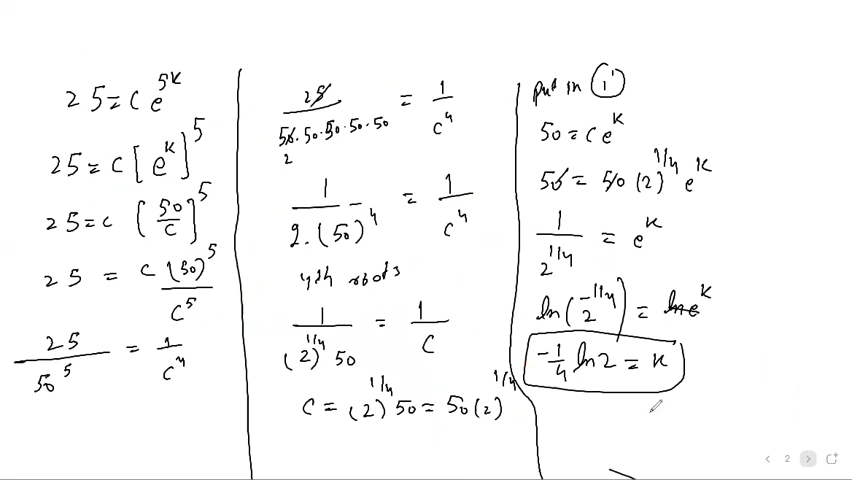 25 = c e^{5k}
25 = c [e^k]^5
25 = c (50/c)^5
25 = c (50)^5 / c^5
25 / 50^5 = 1 / c^4
25 / 50·50·50·50·50 = 1 / c^4
2
1 / 2·(50)^4 = 1 / c^4
4th roots
1 / (2)^{1/4} 50 = 1 / c
c = (2)^{1/4} 50 = 50(2)^{1/4}
put in (i)
50 = c e^k
50 = 50 (2)^{1/4} e^k
1 / 2^{1/4} = e^k
ln(2^{-1/4}) = ln e^k
-1/4 ln 2 = k
2